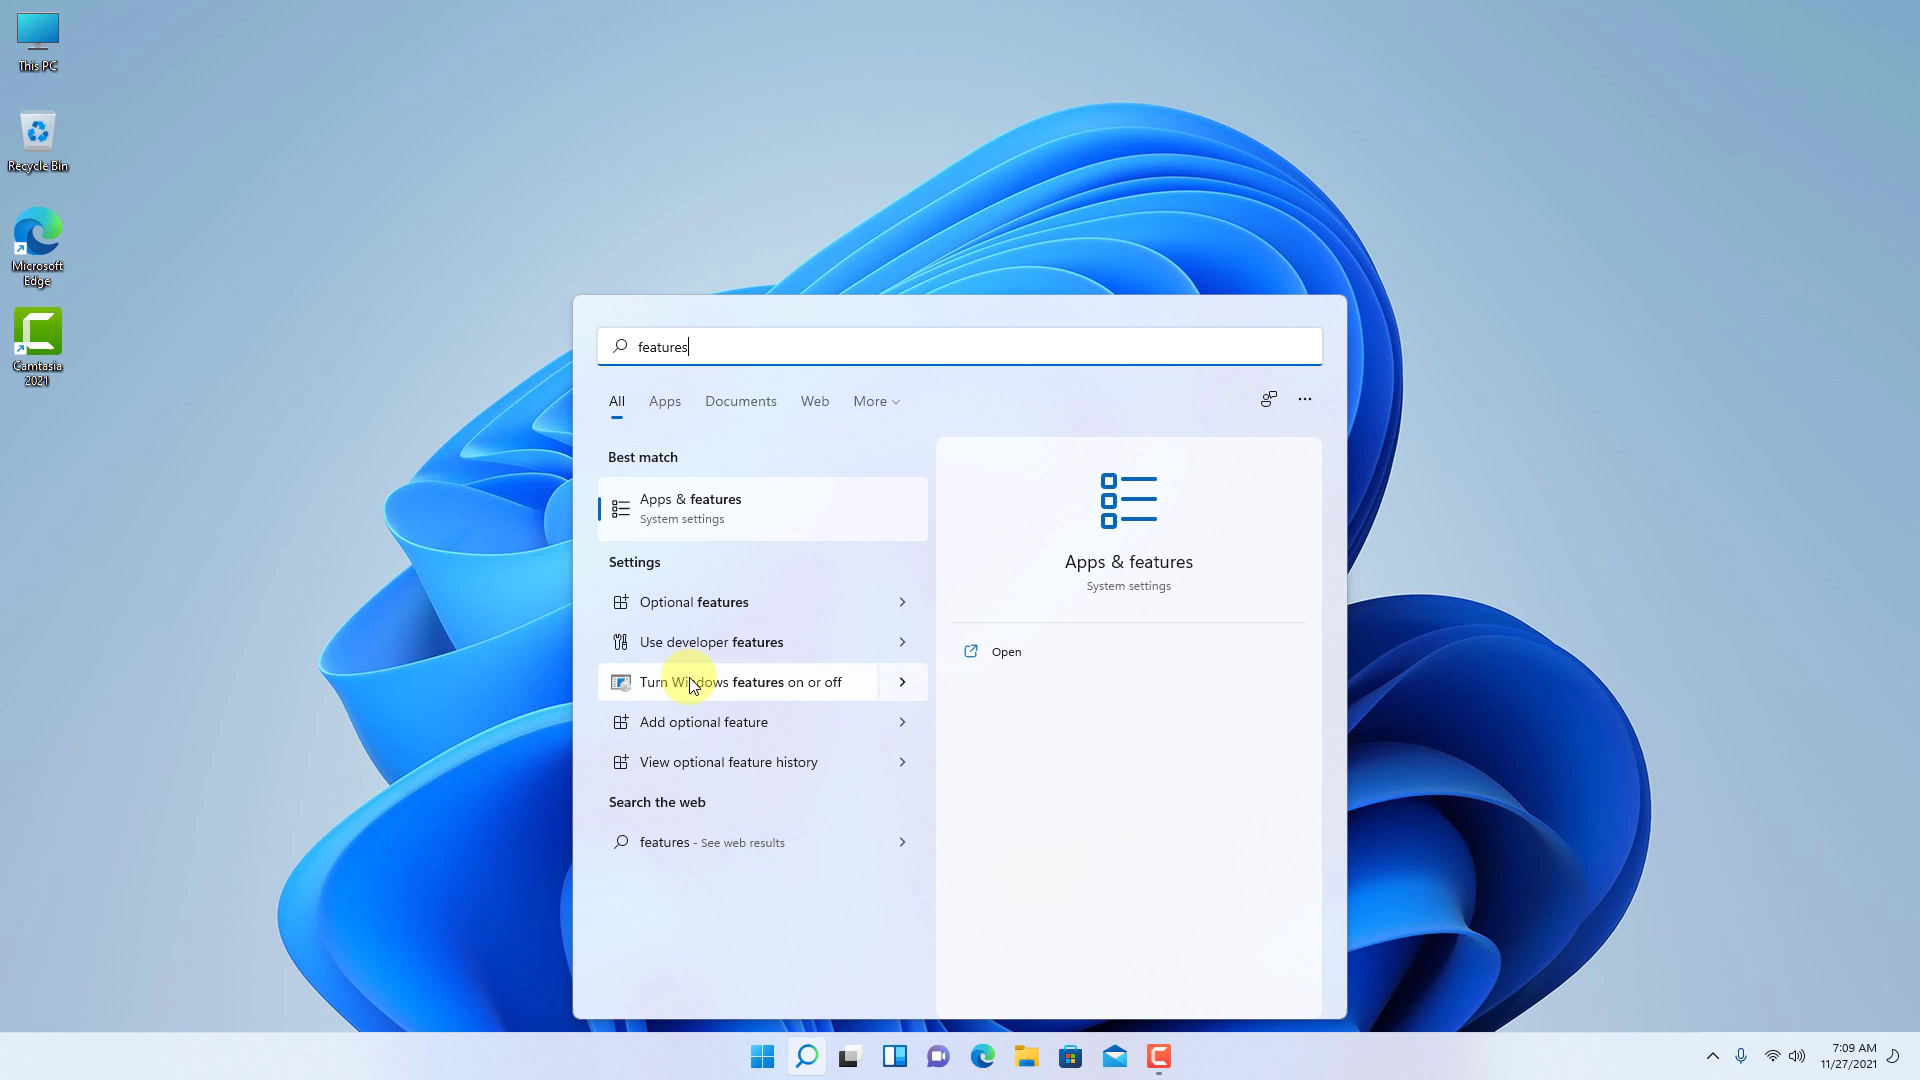 This PC
Recycle Bin
Microsoft
Edge
Camtasia
2021
features
All
Apps
Documents
Web
More
Best match
Apps & features
System settings
Settings
Optional features
Use developer features
Turn Windows features on or off
Add optional feature
View optional feature history
Search the web
features - See web results
Apps & features
System settings
Open
7:09 AM
11/27/2021